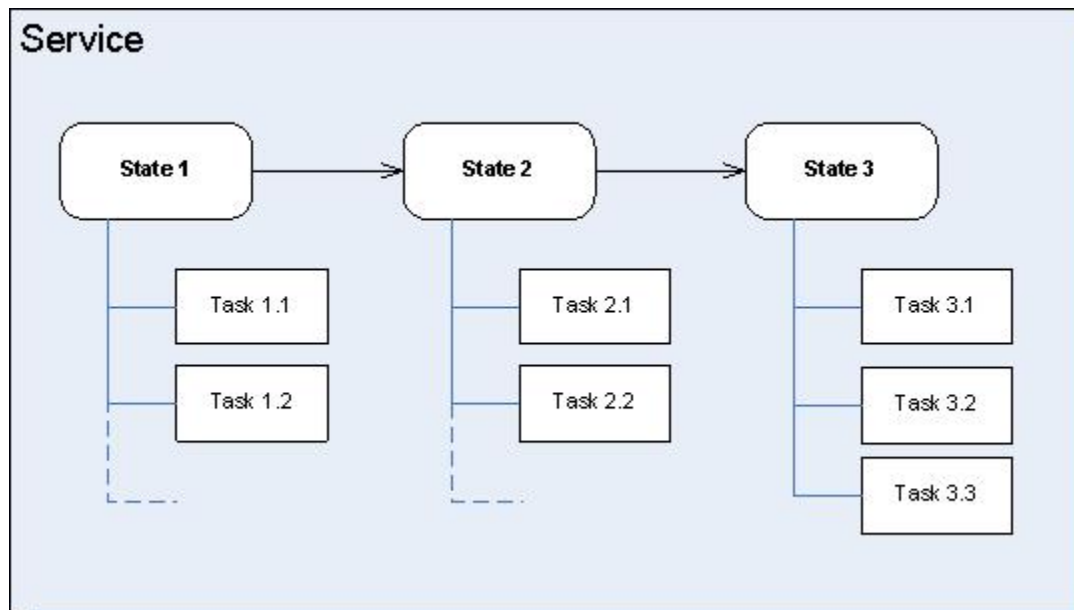 Service
State 1
State 2
State 3
Task 1.1
Task 2.1
Task 3.1
Task 1.2
Task 2.2
Task 3.2
Task 3.3